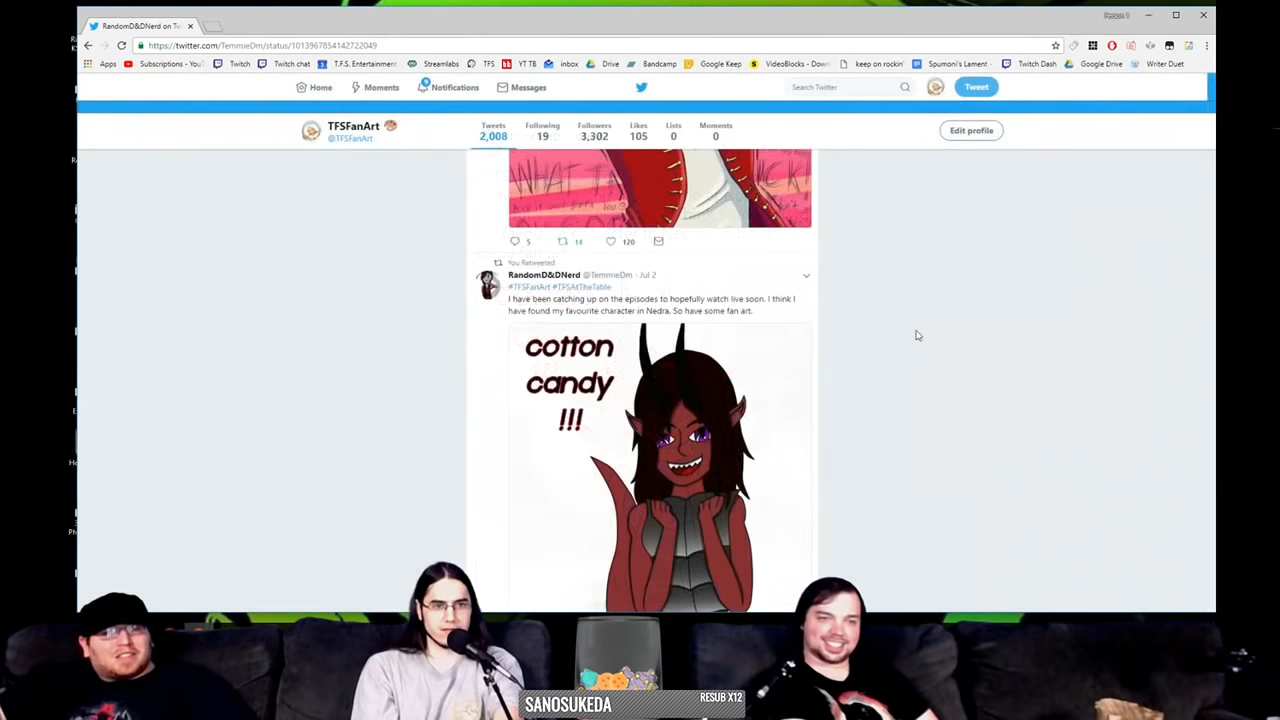 RandomD&DNerd on Tw
Person 1
https://twitter.com/TemmieDm/status/1013967854142722049
Apps
Subscriptions - You
Twitch
Twitch chat
T.F.S. Entertainment
Streamlabs
TFS
YT TB
inbox
Drive
Bandcamp
Google Keep
VideoBlocks - Down
keep on rockin'
Spumoni's Lament -
Twitch Dash
Google Drive
Writer Duet
Home
Moments
Notifications
Messages
Search Twitter
Tweet
TFSFanArt
@TFSFanArt
Tweets
2,008
Following
19
Followers
3,302
Likes
105
Lists
0
Moments
0
Edit profile
WHAT
5
14
120
You Retweeted
RandomD&DNerd @TemmieDm · Jul 2
#TFSFanArt #TFSAtTheTable
I have been catching up on the episodes to hopefully watch live soon. I think I
have found my favourite character in Nedra. So have some fan art.
cotton
candy
!!!
SANOSUKEDA
RESUB X12